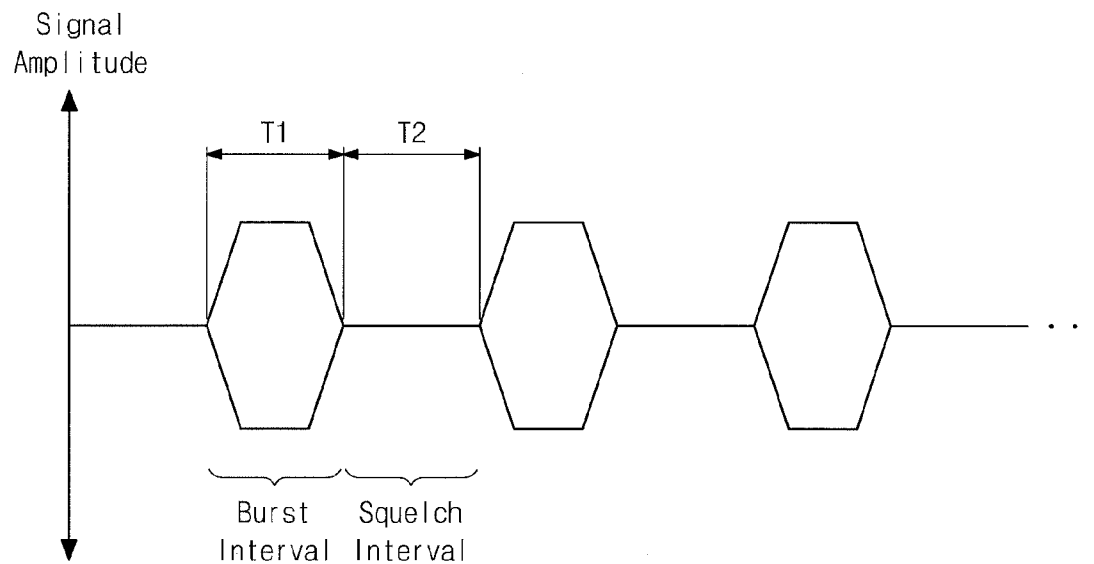 Signal
Amplitude
T1
T2
Burst
Interval
Squelch
Interval